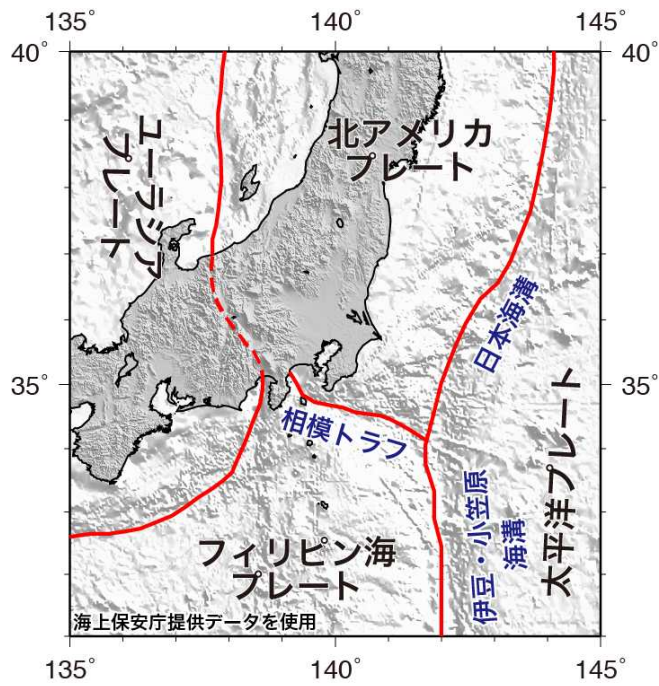 135°
140°
145°
40°
40°
ユーラシア
プレート
北アメリカ
プレート
日本海溝
35°
35°
相模トラフ
太平洋プレート
伊豆・小笠原
海溝
フィリピン海
プレート
海上保安庁提供データを使用
135°
140°
145°